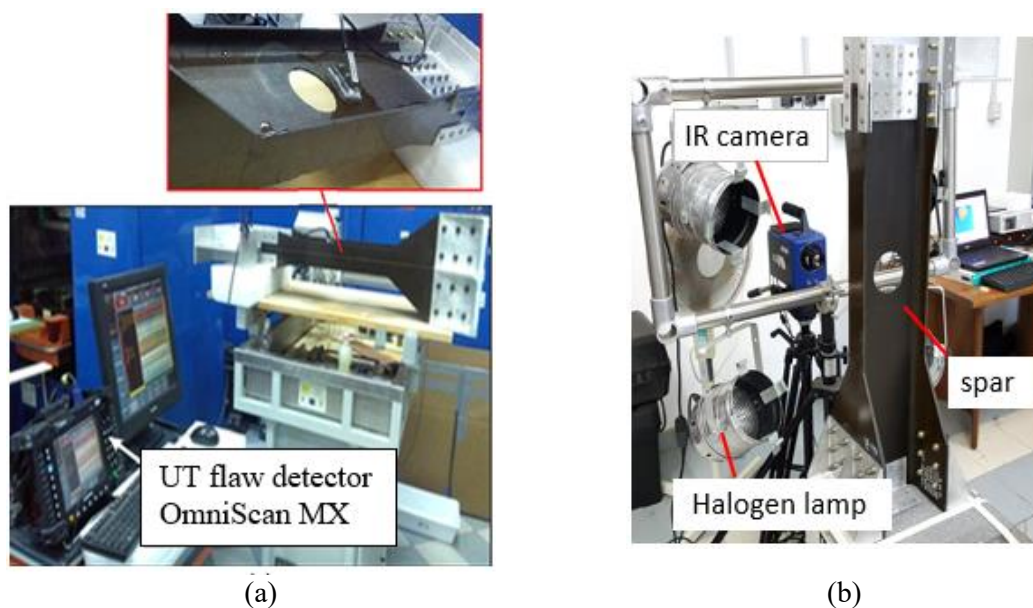 UT flaw detector
OmniScan MX
(a)
IR camera
spar
Halogen lamp
(b)